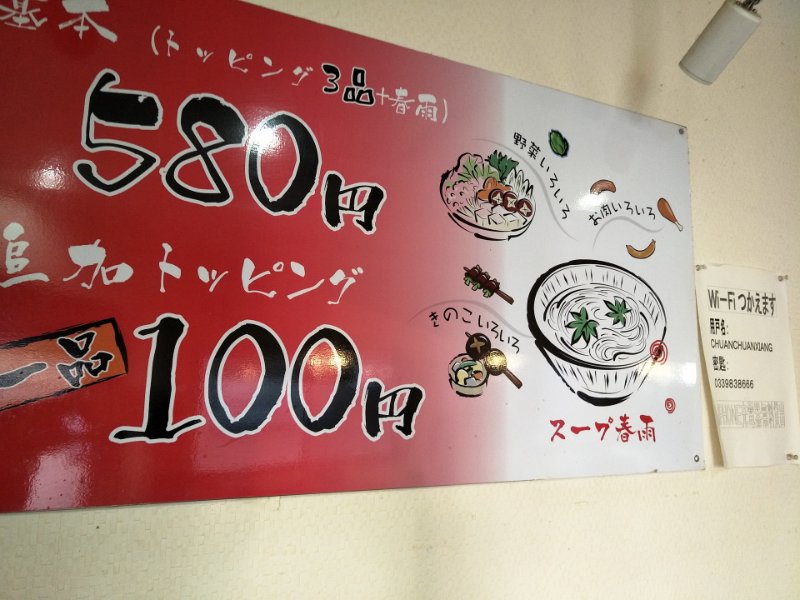 基本 (トッピング3品+春雨)
580円
追加トッピング
一品 100円
野菜いろいろ
お肉いろいろ
きのこいろいろ
スープ春雨
Wi-Fiつかえます
用戸名:
CHUANCHUANXIANG
密匙:
0339838666